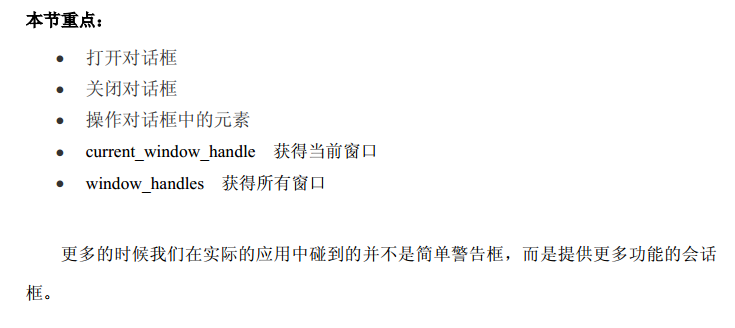 本节重点：
● 打开对话框
● 关闭对话框
● 操作对话框中的元素
● current_window_handle 获得当前窗口
● window_handles 获得所有窗口
更多的时候我们在实际的应用中碰到的并不是简单警告框，而是提供更多功能的会话
框。